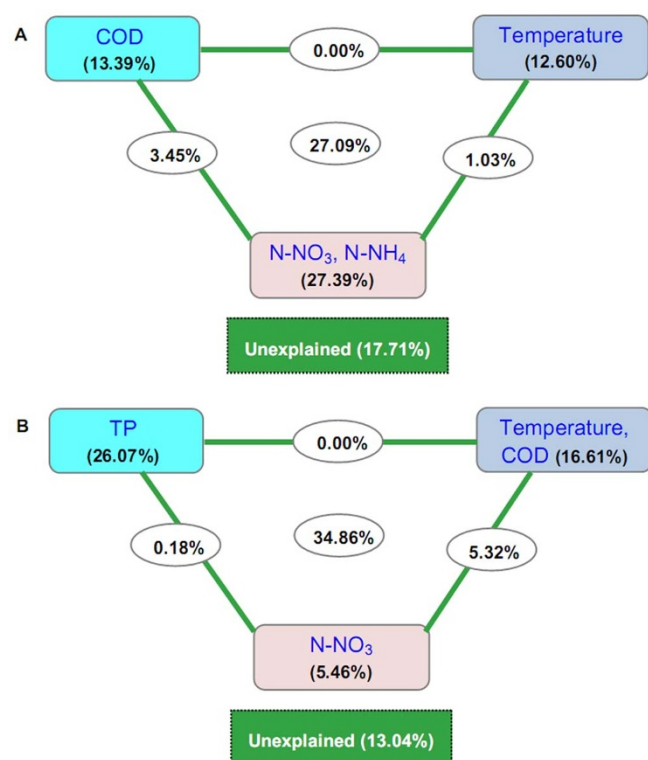 A
COD
(13.39%)
0.00%
Temperature
(12.60%)
3.45%
27.09%
1.03%
N-NO₃, N-NH₄
(27.39%)
Unexplained (17.71%)
B
TP
(26.07%)
0.00%
Temperature,
COD (16.61%)
0.18%
34.86%
5.32%
N-NO₃
(5.46%)
Unexplained (13.04%)